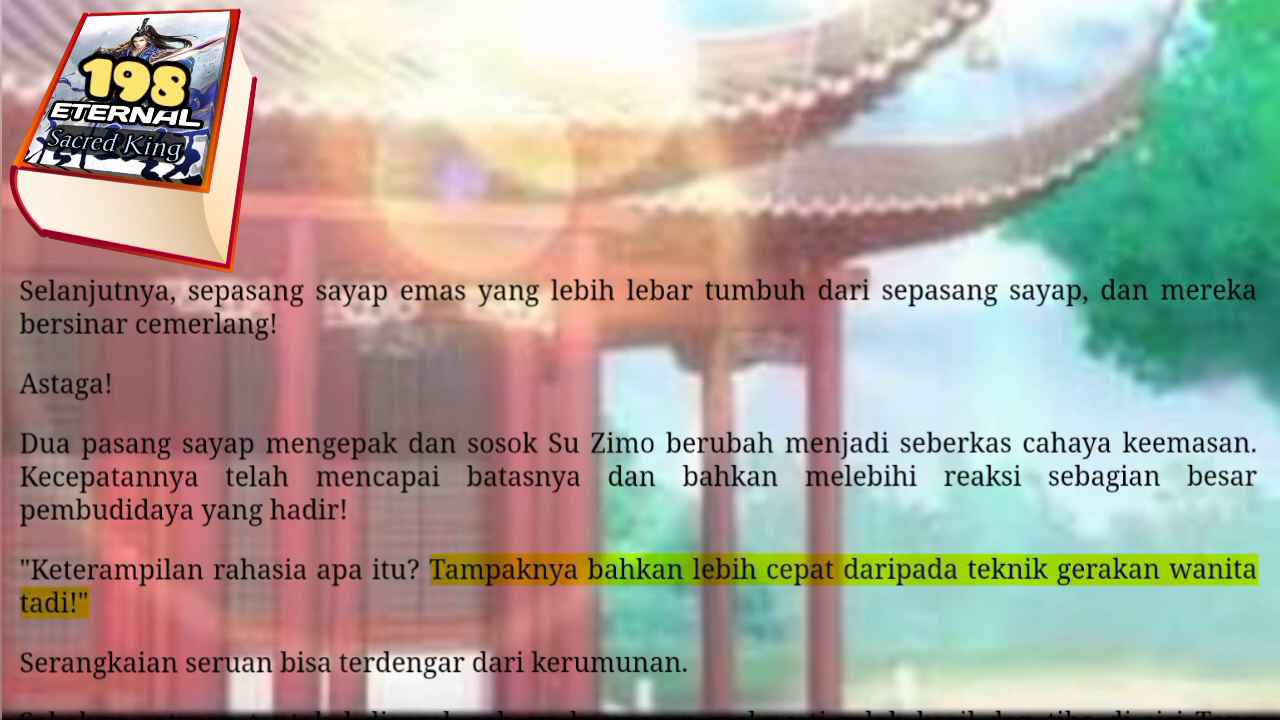 198
ETERNAL
Sacred King
Selanjutnya, sepasang sayap emas yang lebih lebar tumbuh dari sepasang sayap, dan mereka
bersinar cemerlang!
Astaga!
Dua pasang sayap mengepak dan sosok Su Zimo berubah menjadi seberkas cahaya keemasan.
Kecepatannya telah mencapai batasnya dan bahkan melebihi reaksi sebagian besar
pembudidaya yang hadir!
"Keterampilan rahasia apa itu? Tampaknya bahkan lebih cepat daripada teknik gerakan wanita
tadi!"
Serangkaian seruan bisa terdengar dari kerumunan.